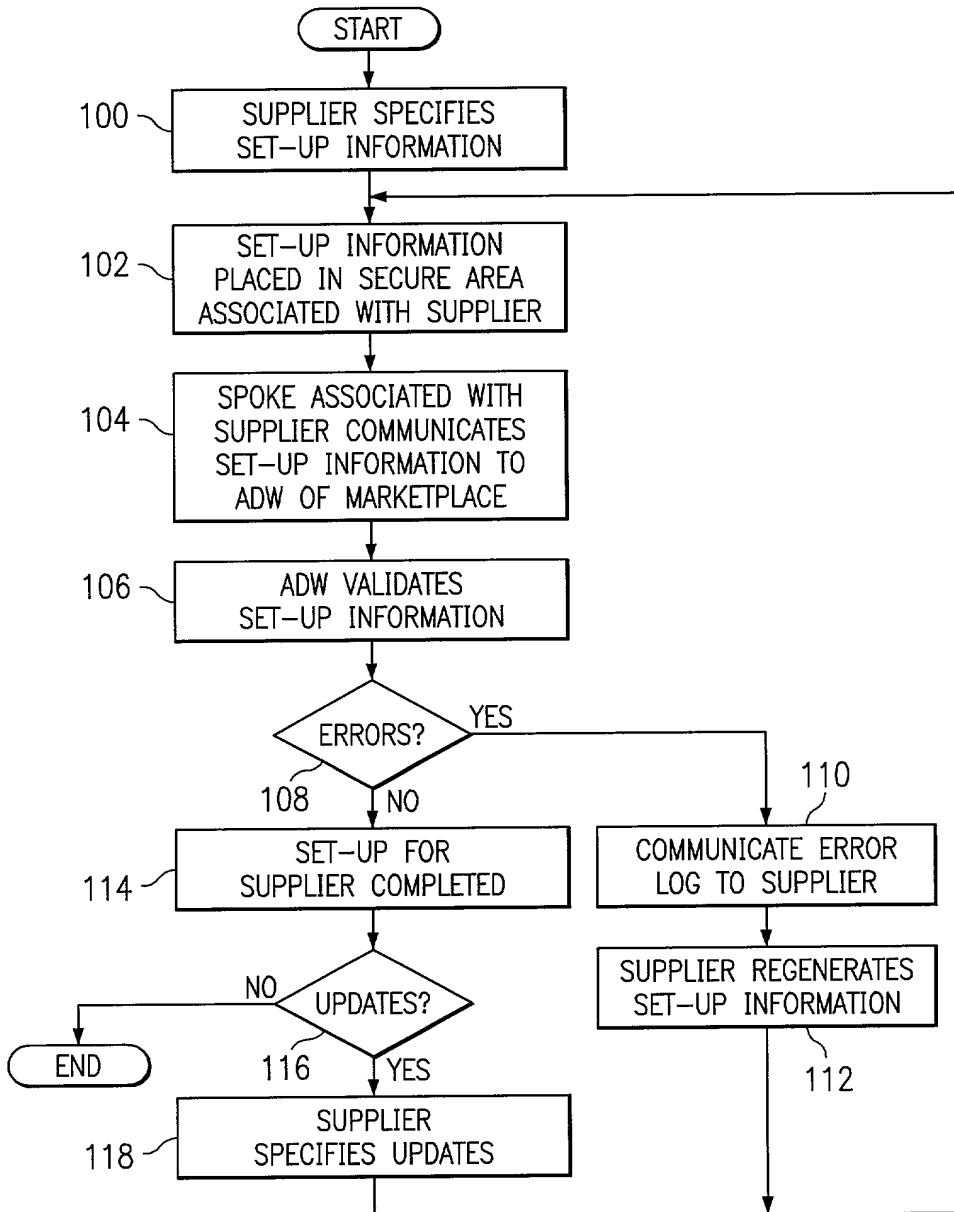 START
100
SUPPLIER SPECIFIES
SET-UP INFORMATION
102
SET-UP INFORMATION
PLACED IN SECURE AREA
ASSOCIATED WITH SUPPLIER
104
SPOKE ASSOCIATED WITH
SUPPLIER COMMUNICATES
SET-UP INFORMATION TO
ADW OF MARKETPLACE
106
ADW VALIDATES
SET-UP INFORMATION
ERRORS?
YES
108
NO
110
COMMUNICATE ERROR
LOG TO SUPPLIER
114
SET-UP FOR
SUPPLIER COMPLETED
SUPPLIER REGENERATES
SET-UP INFORMATION
112
UPDATES?
NO
END
116
YES
118
SUPPLIER
SPECIFIES UPDATES